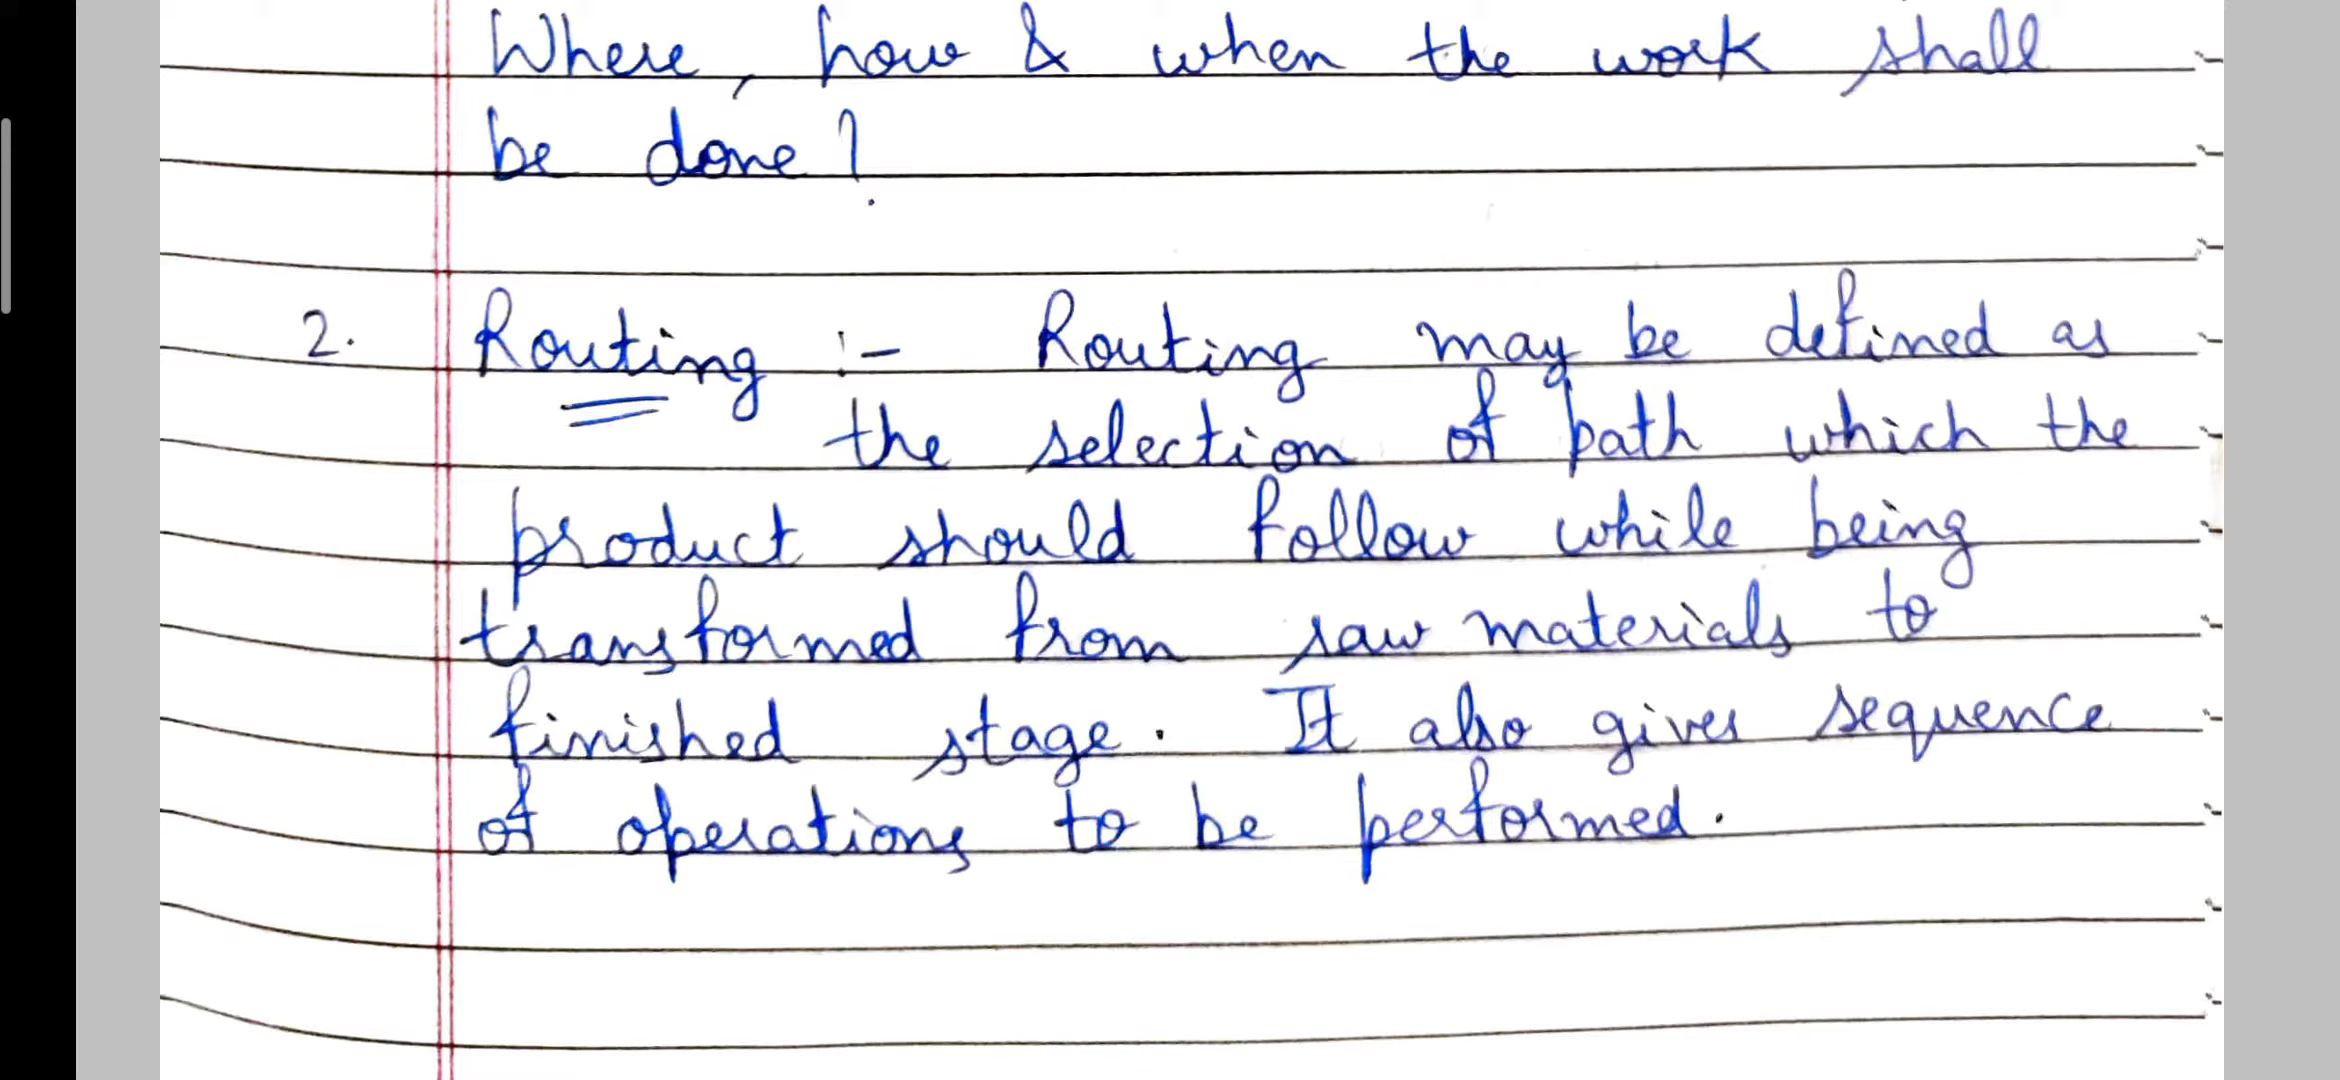 Where, how & when the work shall
be done?
2. Routing :- Routing may be defined as
the selection of path which the
product should follow while being
transformed from raw materials to
finished stage. It also gives sequence
of operations to be performed.